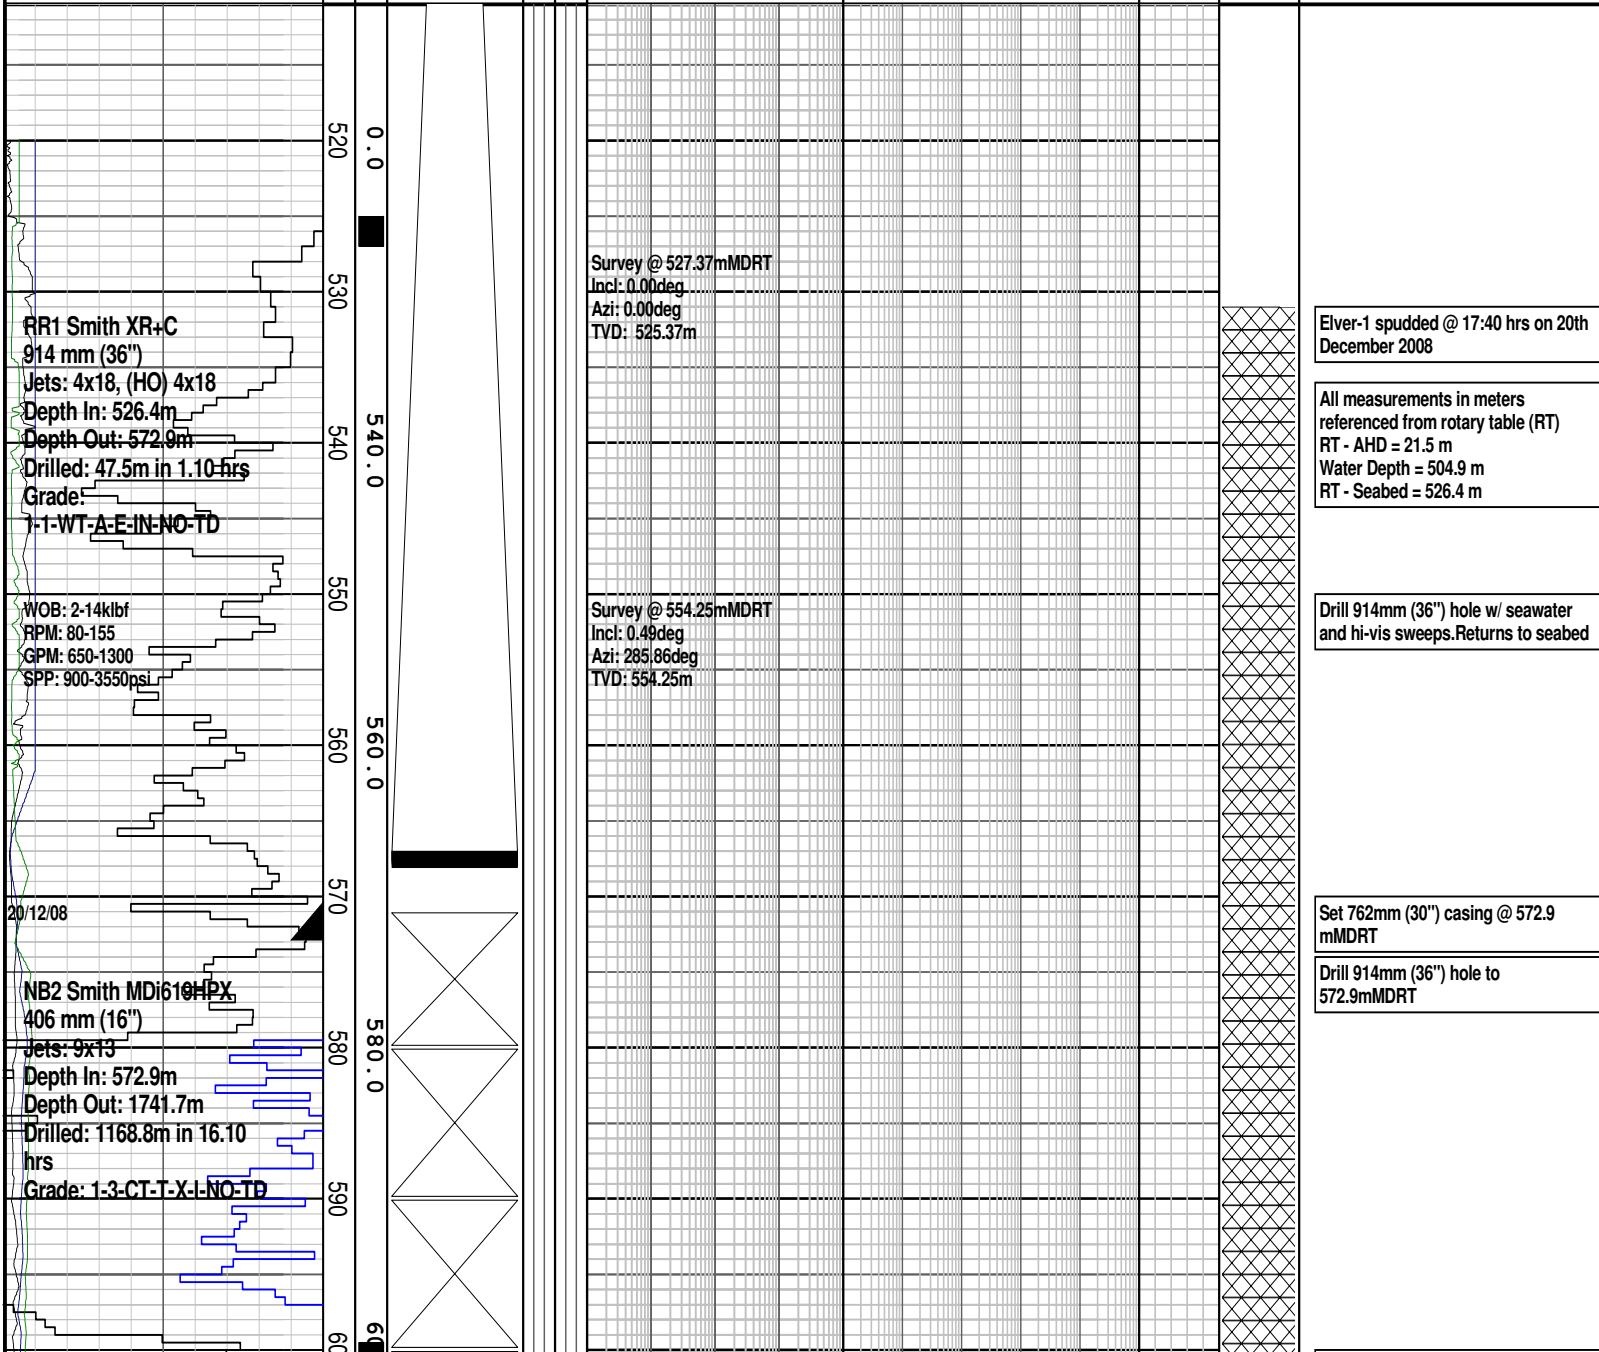 RR1 Smith XR+C
914 mm (36")
Jets: 4x18, (HO) 4x18
Depth In: 526.4m
Depth Out: 572.9m
Drilled: 47.5m in 1.10 hrs
Grade:
1-1-WT-A-E-IN-NO-TD
WOB: 2-14klbf
RPM: 80-155
GPM: 650-1300
SPP: 900-3550psi
20/12/08
NB2 Smith MDi619HPX
406 mm (16")
Jets: 9x13
Depth In: 572.9m
Depth Out: 1741.7m
Drilled: 1168.8m in 16.10
hrs
Grade: 1-3-CT-T-X-I-NO-TD
520
530
540
550
560
570
580
590
60
0.0
540.0
560.0
580.0
60
Survey @ 527.37mMDRT
Incl: 0.00deg
Azi: 0.00deg
TVD: 525.37m
Survey @ 554.25mMDRT
Incl: 0.49deg
Azi: 285.86deg
TVD: 554.25m
Elver-1 spudded @ 17:40 hrs on 20th
December 2008
All measurements in meters
referenced from rotary table (RT)
RT - AHD = 21.5 m
Water Depth = 504.9 m
RT - Seabed = 526.4 m
Drill 914mm (36") hole w/ seawater
and hi-vis sweeps.Returns to seabed
Set 762mm (30") casing @ 572.9
mMDRT
Drill 914mm (36") hole to
572.9mMDRT